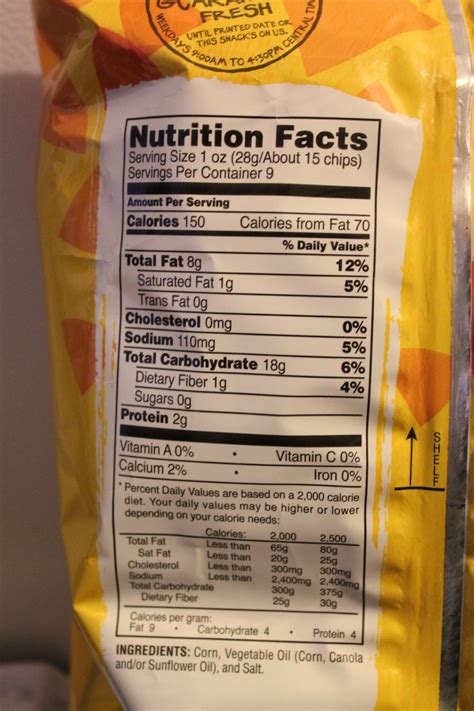 GUARAN
FRESH
UNTIL PRINTED DATE OR
THIS SNACK'S ON US.
WEEKDAYS 9:00AM TO 4:30PM CENTRAL TIM
Nutrition Facts
Serving Size 1 oz (28g/About 15 chips)
Servings Per Container 9
Amount Per Serving
Calories 150 Calories from Fat 70
% Daily Value*
Total Fat 8g 12%
Saturated Fat 1g 5%
Trans Fat 0g
Cholesterol 0mg 0%
Sodium 110mg 5%
Total Carbohydrate 18g 6%
Dietary Fiber 1g 4%
Sugars 0g
Protein 2g
Vitamin A 0% • Vitamin C 0%
Calcium 2% • Iron 0%
* Percent Daily Values are based on a 2,000 calorie
diet. Your daily values may be higher or lower
depending on your calorie needs:
Calories: 2,000 2,500
Total Fat Less than 65g 80g
Sat Fat Less than 20g 25g
Cholesterol Less than 300mg 300mg
Sodium Less than 2,400mg 2,400mg
Total Carbohydrate 300g 375g
Dietary Fiber 25g 30g
Calories per gram:
Fat 9 • Carbohydrate 4 • Protein 4
INGREDIENTS: Corn, Vegetable Oil (Corn, Canola
and/or Sunflower Oil), and Salt.
SHELF